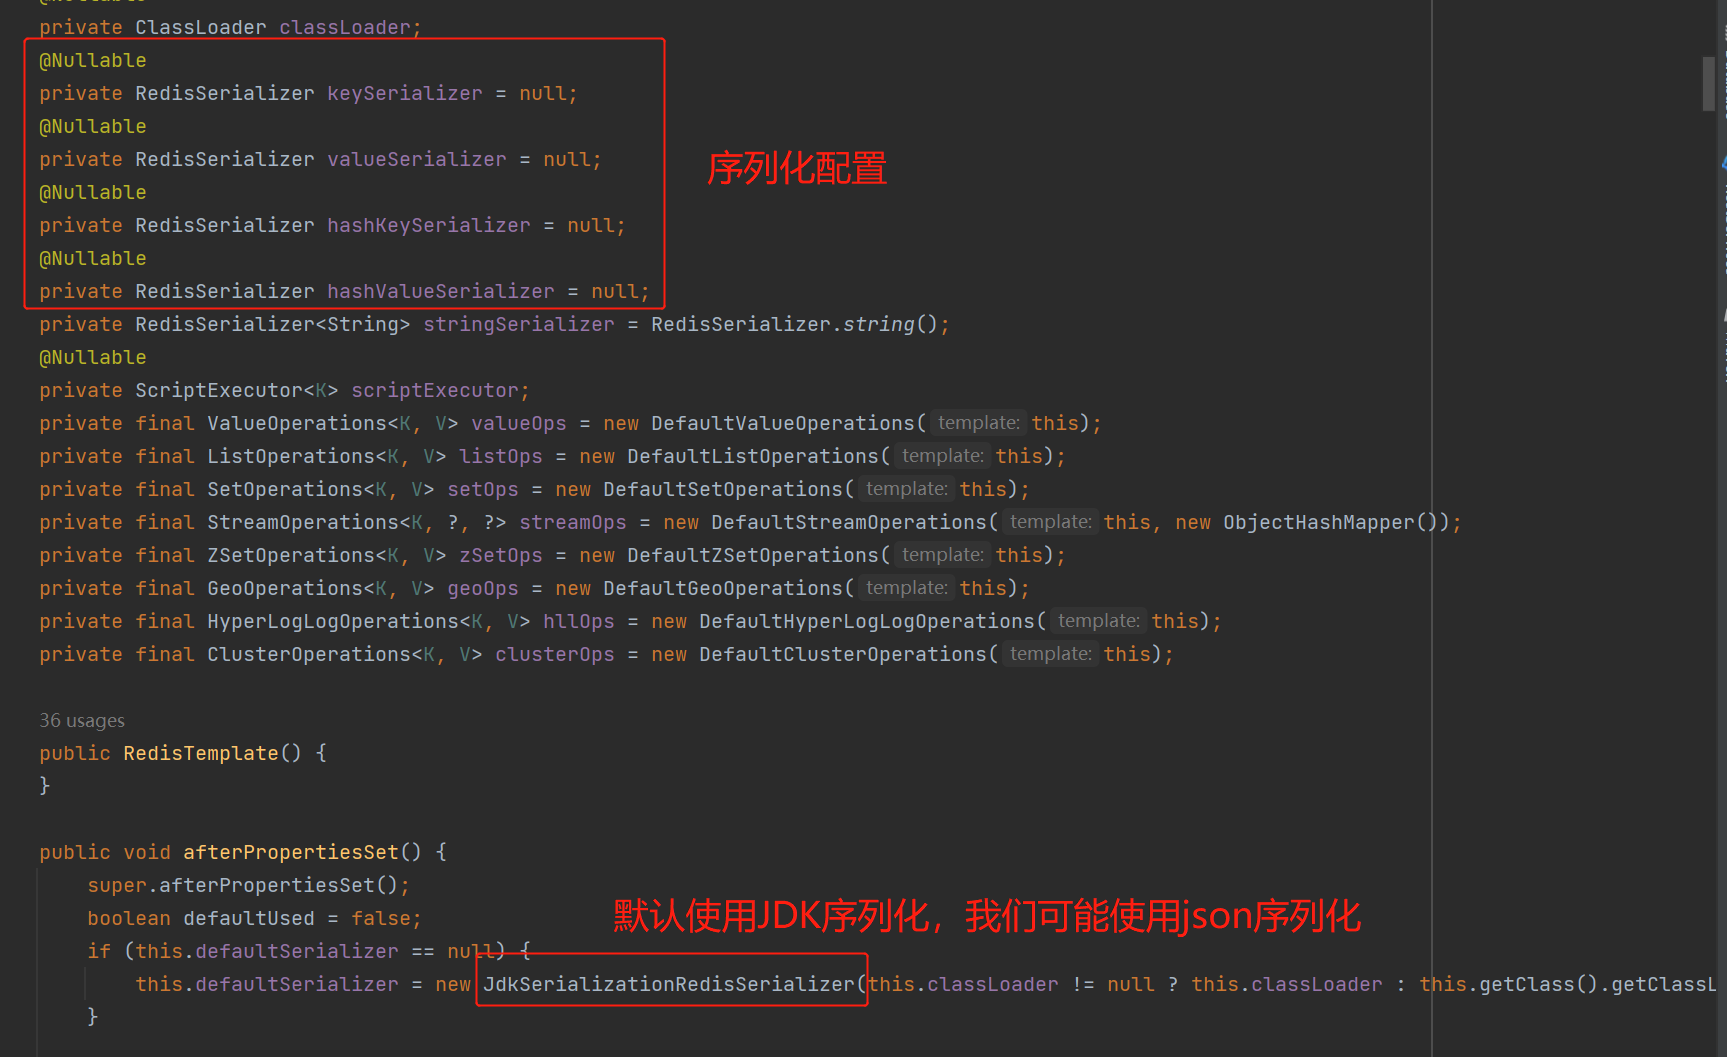 private ClassLoader classLoader;
@Nullable
private RedisSerializer keySerializer = null;
@Nullable
private RedisSerializer valueSerializer = null;
序列化配置
@Nullable
private RedisSerializer hashKeySerializer = null;
@Nullable
private RedisSerializer hashValueSerializer = null;
private RedisSerializer<String> stringSerializer = RedisSerializer.string();
@Nullable
private ScriptExecutor<K> scriptExecutor;
private final ValueOperations<K, V> valueOps = new DefaultValueOperations( template: this);
private final ListOperations<K, V> listOps = new DefaultListOperations( template: this);
private final SetOperations<K, V> setOps = new DefaultSetOperations( template: this);
private final StreamOperations<K, ?, ?> streamOps = new DefaultStreamOperations( template: this, new ObjectHashMapper());
private final ZSetOperations<K, V> zSetOps = new DefaultZSetOperations( template: this);
private final GeoOperations<K, V> geoOps = new DefaultGeoOperations( template: this);
private final HyperLogLogOperations<K, V> hllOps = new DefaultHyperLogLogOperations( template: this);
private final ClusterOperations<K, V> clusterOps = new DefaultClusterOperations( template: this);
36 usages
public RedisTemplate() {
}
public void afterPropertiesSet() {
super.afterPropertiesSet();
boolean defaultUsed = false;
默认使用JDK序列化，我们可能使用json序列化
if (this.defaultSerializer == null) {
this.defaultSerializer = new JdkSerializationRedisSerializer(this.classLoader != null ? this.classLoader : this.getClass().getClassL
}